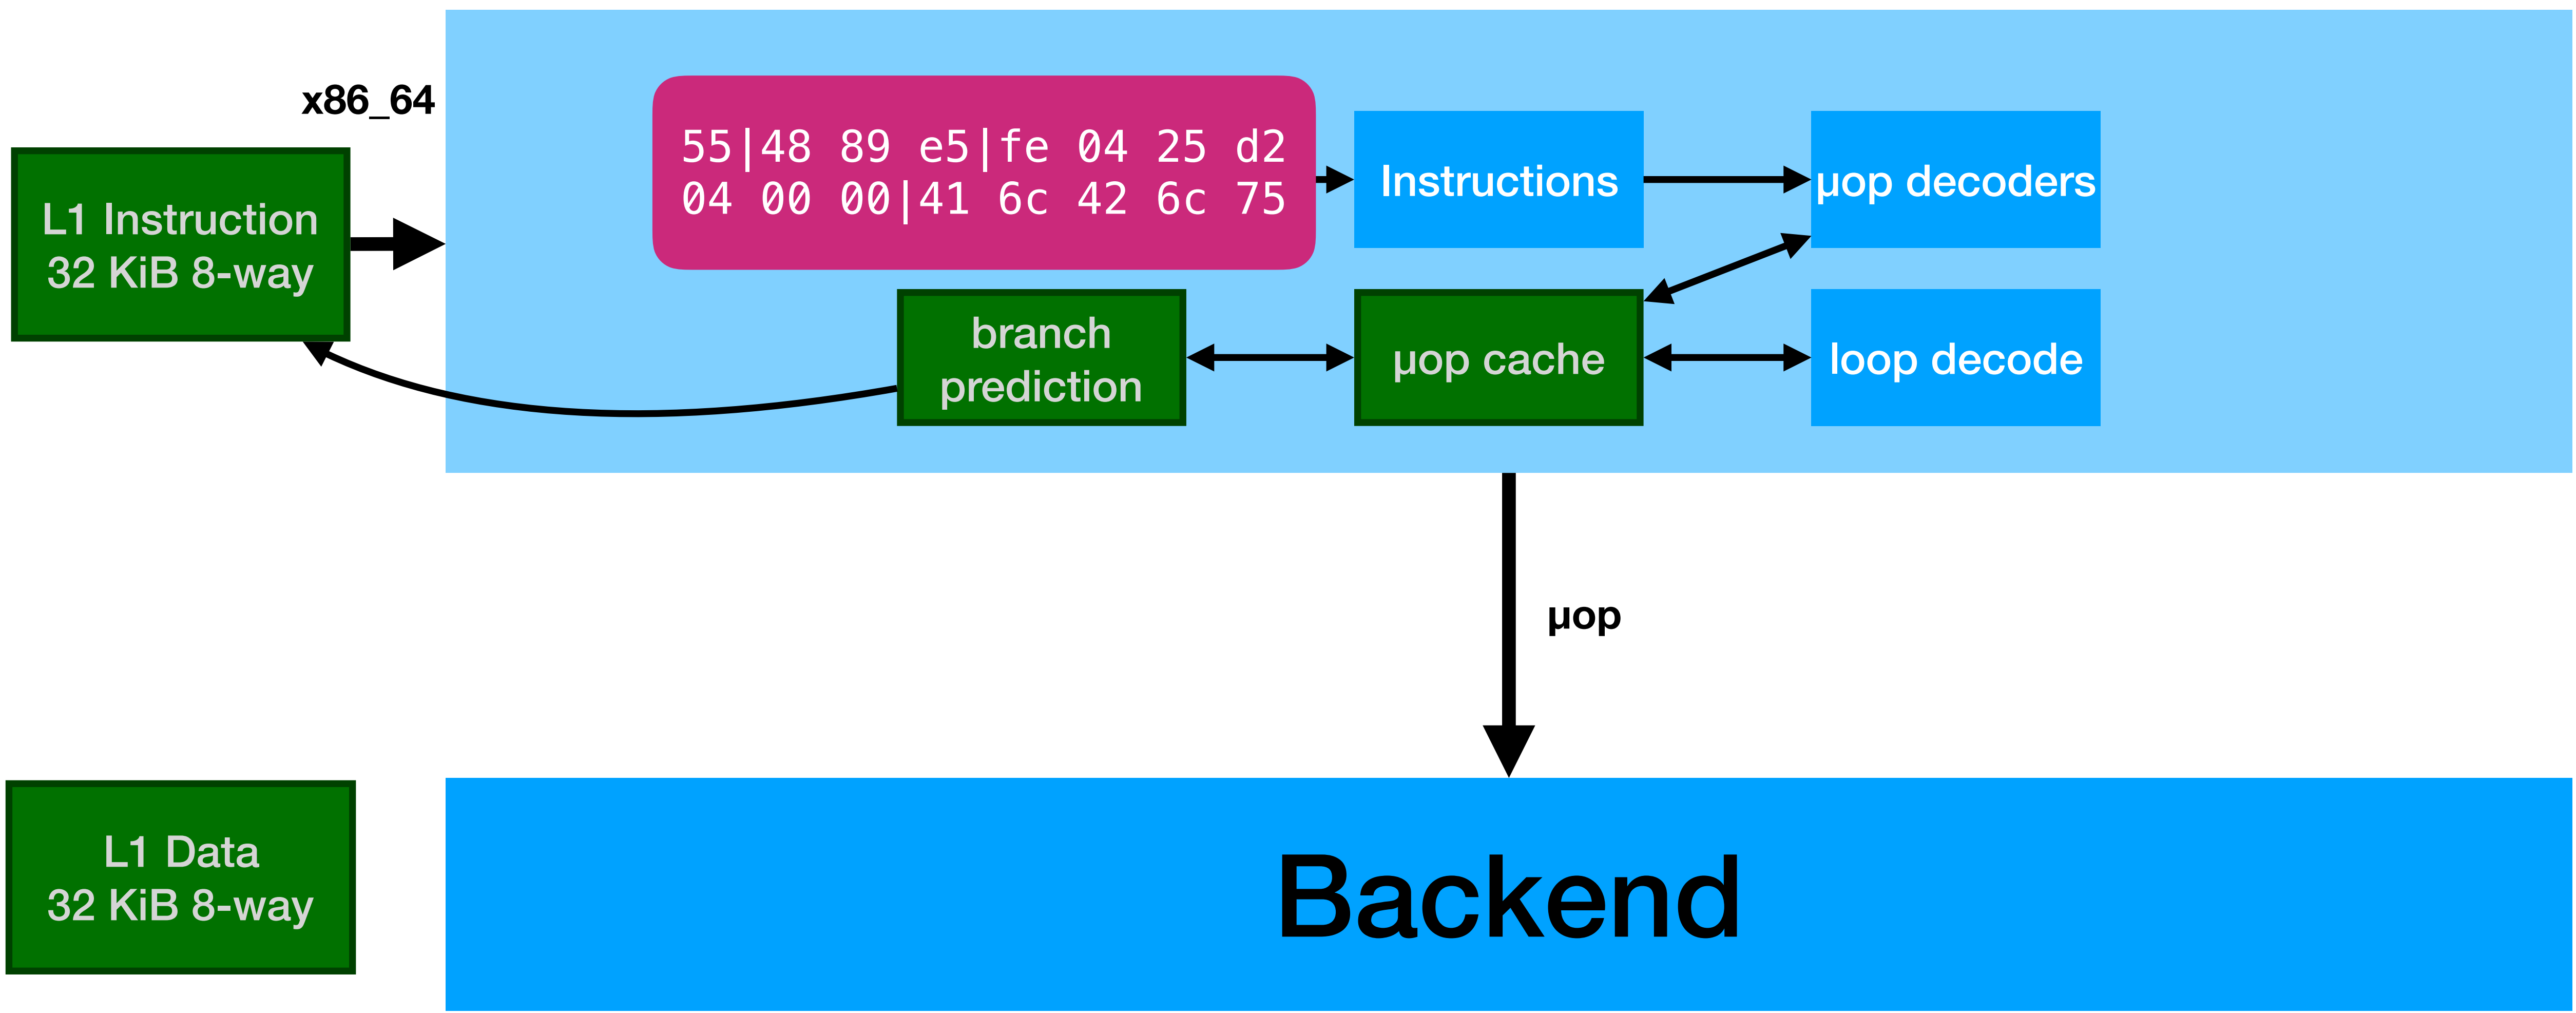 x86_64
L1 Instruction
32 KiB 8-way
55|48 89 e5|fe 04 25 d2
04 00 00|41 6c 42 6c 75
Instructions
µop decoders
branch
prediction
µop cache
loop decode
µop
L1 Data
32 KiB 8-way
Backend